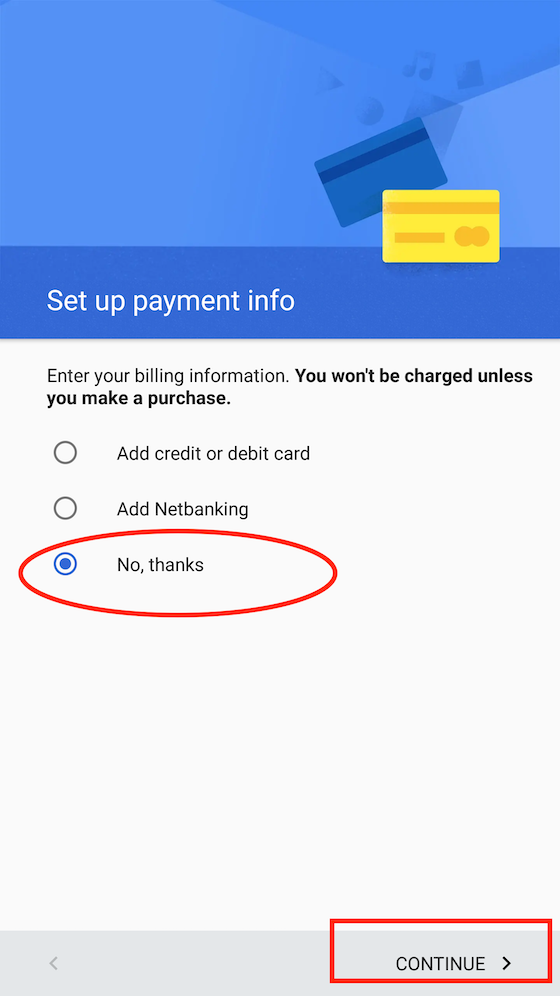 Set up payment info
Enter your billing information. You won't be charged unless
you make a purchase.
Add credit or debit card
Add Netbanking
No, thanks
CONTINUE